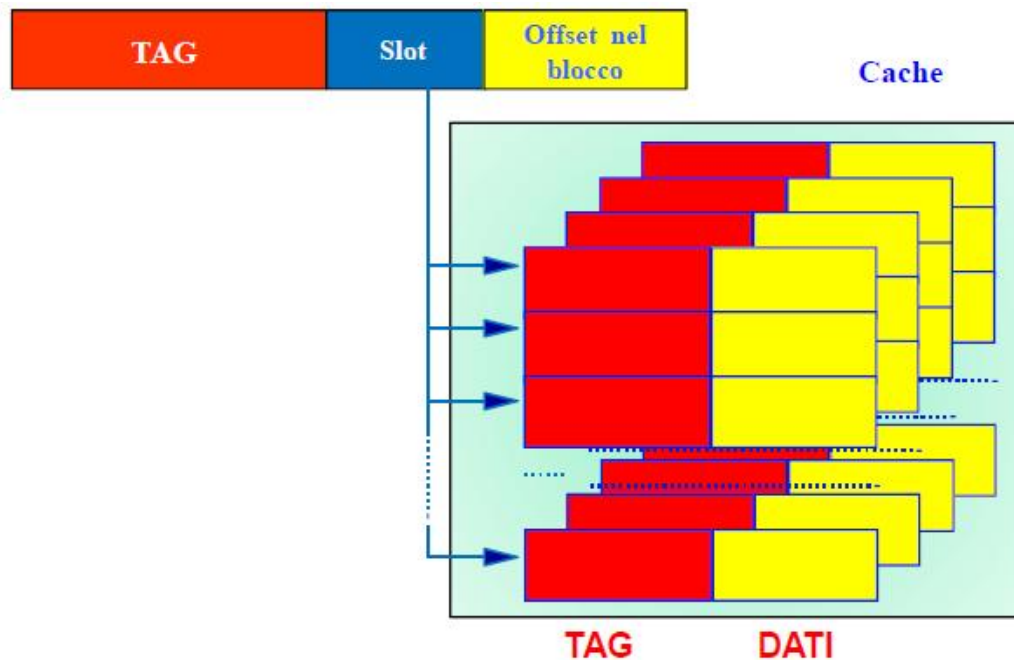 TAG
Slot
Offset nel
blocco
Cache
TAG
DATI